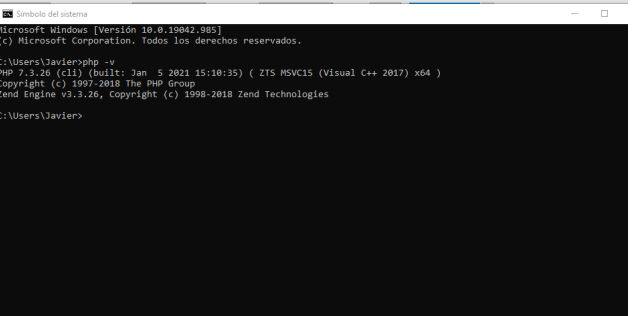 Símbolo del sistema
Microsoft Windows [Versión 10.0.19042.985]
(c) Microsoft Corporation. Todos los derechos reservados.
C:\Users\Javier>php -v
PHP 7.3.26 (cli) (built: Jan  5 2021 15:10:35) ( ZTS MSVC15 (Visual C++ 2017) x64 )
Copyright (c) 1997-2018 The PHP Group
Zend Engine v3.3.26, Copyright (c) 1998-2018 Zend Technologies
C:\Users\Javier>